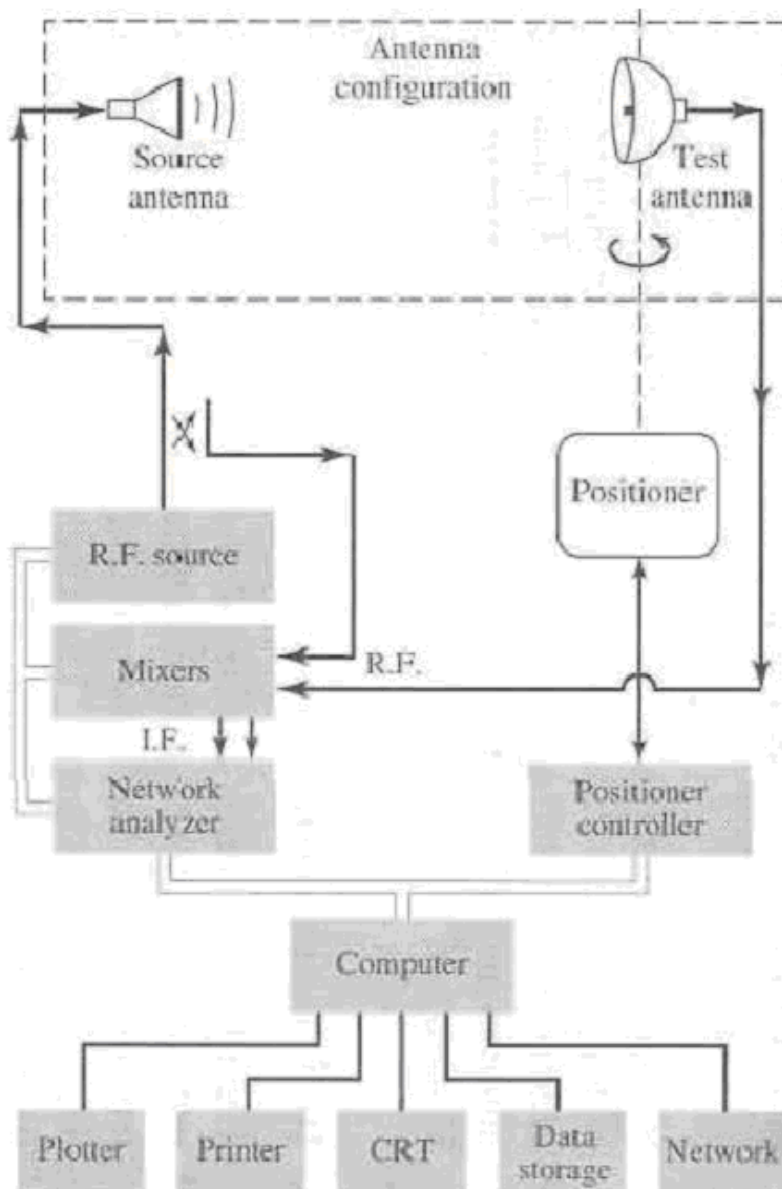 Antenna
configuration
Source
antenna
Test
antenna
Positioner
R.F. source
Mixers
R.F.
I.F.
Network
analyzer
Positioner
controller
Computer
Plotter
Printer
CRT
Data
storage
Network